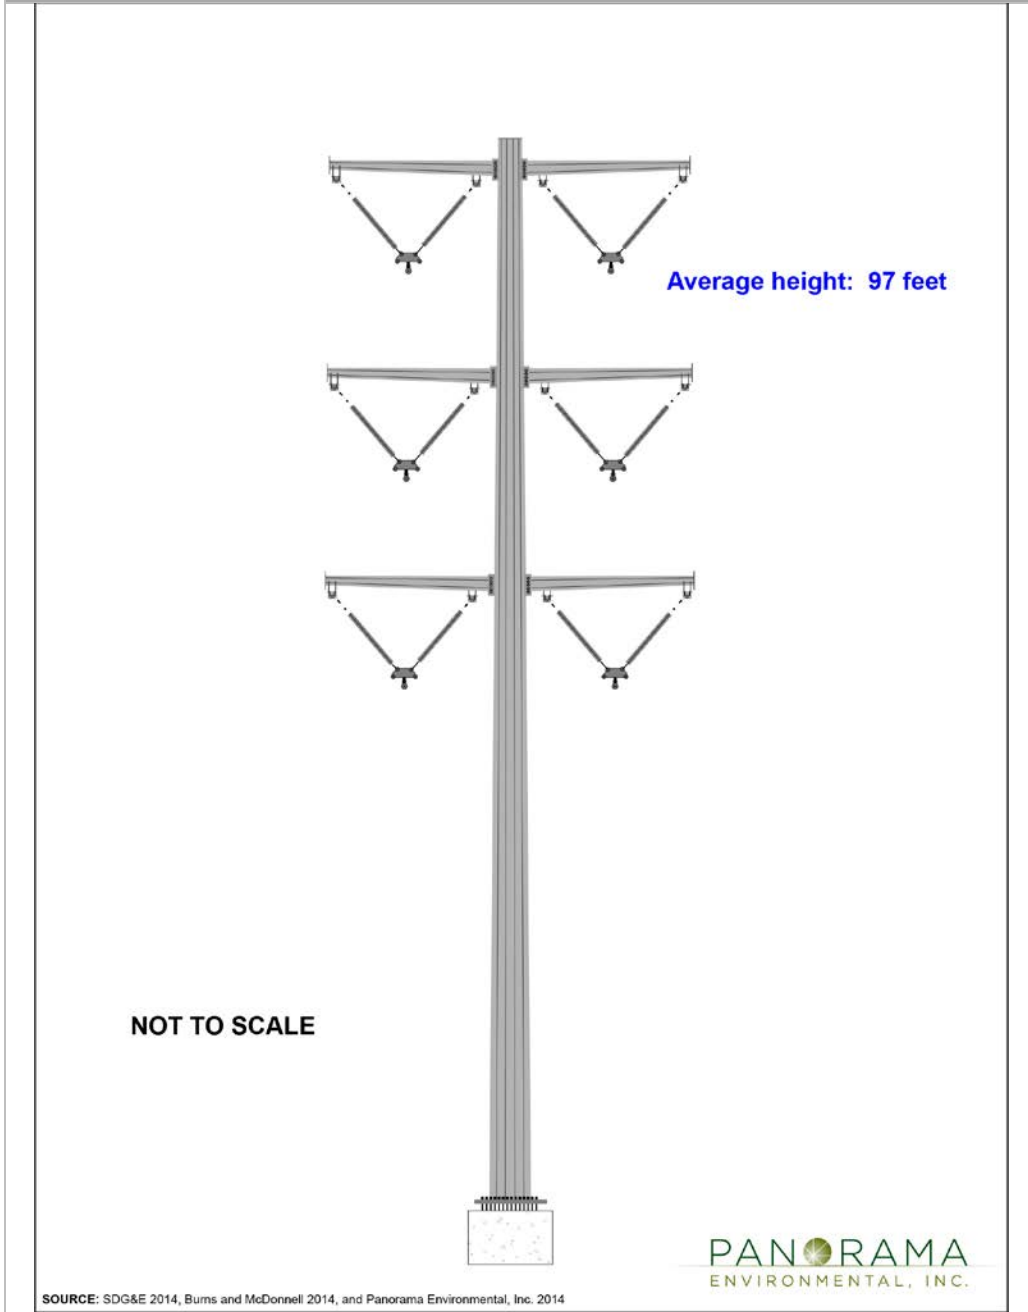 Average height: 97 feet
NOT TO SCALE
PANORAMA
ENVIRONMENTAL, INC.
SOURCE: SDG&E 2014, Burns and McDonnell 2014, and Panorama Environmental, Inc. 2014